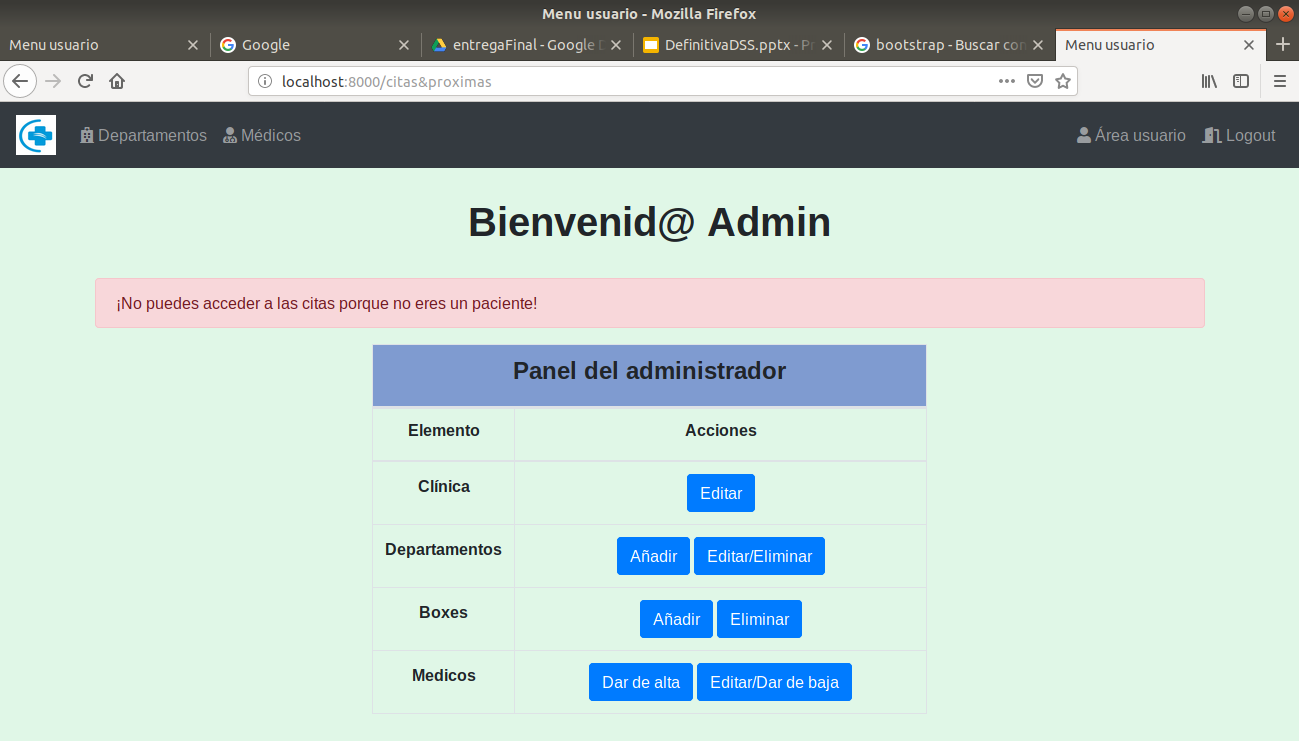 Menu usuario - Mozilla Firefox
Menu usuario
Google
entregaFinal - Google D
DefinitivaDSS.pptx - Pr
bootstrap - Buscar con
Menu usuario
localhost:8000/citas&proximas
Departamentos
Médicos
Área usuario
Logout
Bienvenid@ Admin
¡No puedes acceder a las citas porque no eres un paciente!
Panel del administrador
Elemento
Acciones
Clínica
Editar
Departamentos
Añadir
Editar/Eliminar
Boxes
Añadir
Eliminar
Medicos
Dar de alta
Editar/Dar de baja